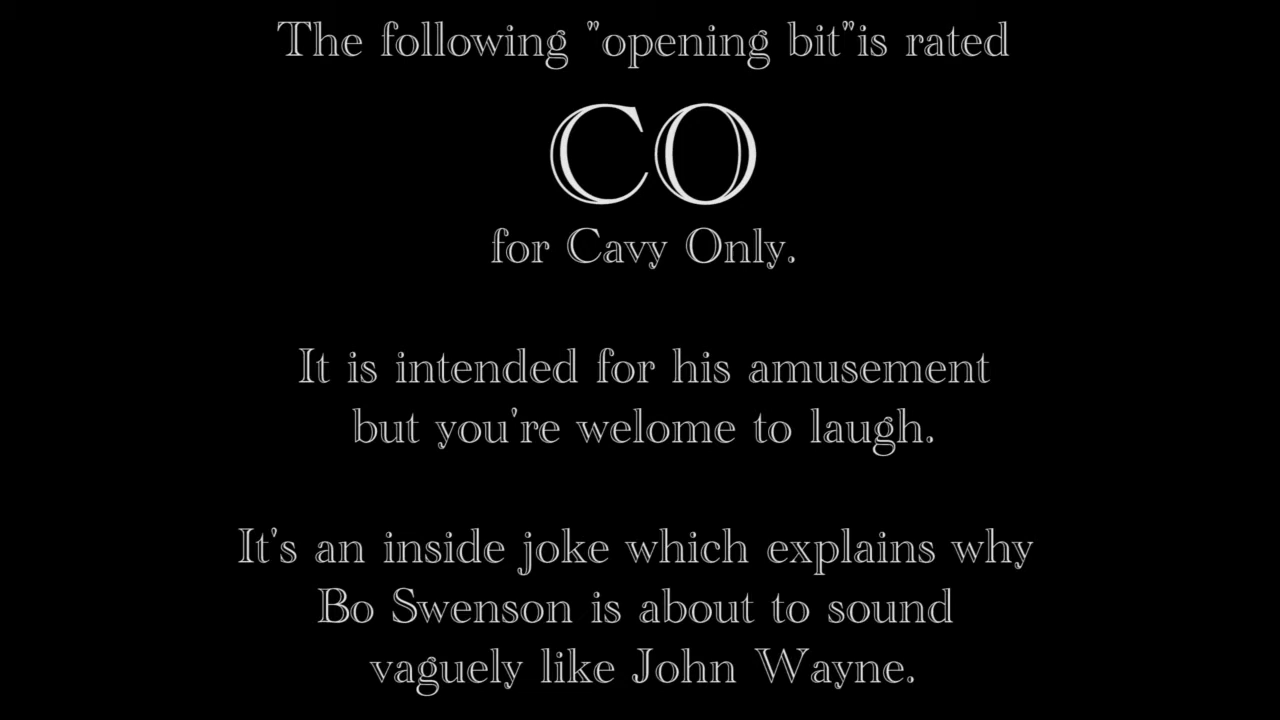 The following "opening bit"is rated
CO
for Cavy Only.
It is intended for his amusement
but you're welome to laugh.
It's an inside joke which explains why
Bo Swenson is about to sound
vaguely like John Wayne.